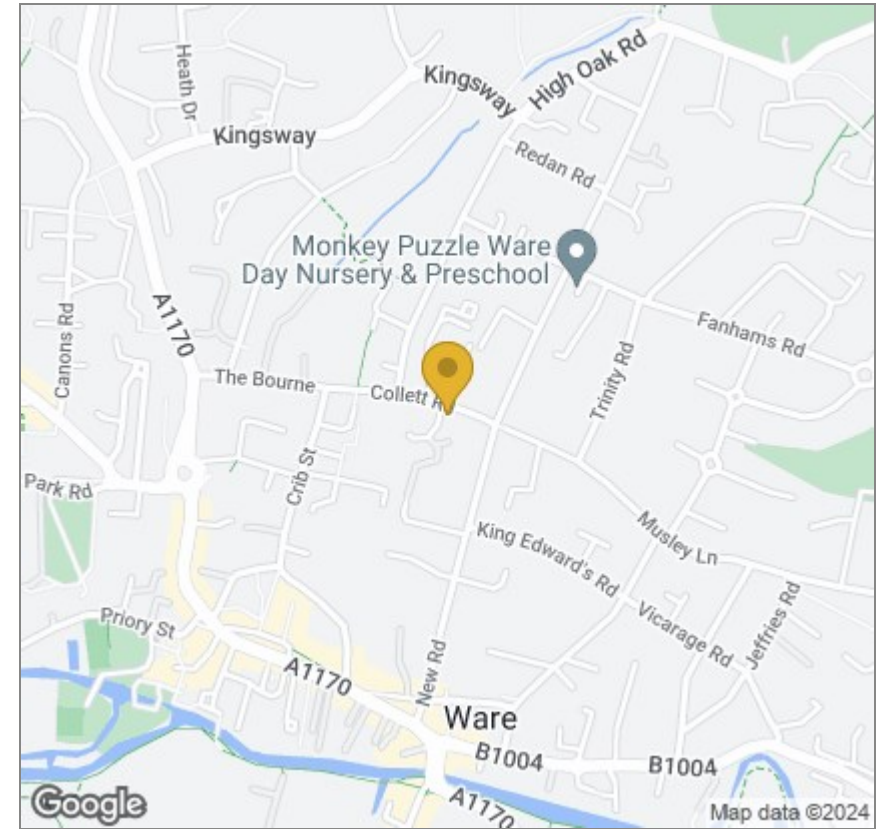 Heath Dr
Kingsway
High Oak Rd
Kingsway
Redan Rd
Monkey Puzzle Ware
Day Nursery & Preschool
A1170
Canons Rd
Fanhams Rd
Trinity Rd
The Bourne
Collett Rd
Crib St
Park Rd
Musley Ln
King Edward's Rd
Vicarage Rd
Jeffries Rd
Priory St
New Rd
A1170
Ware
B1004
B1004
A1170
Google
Map data ©2024